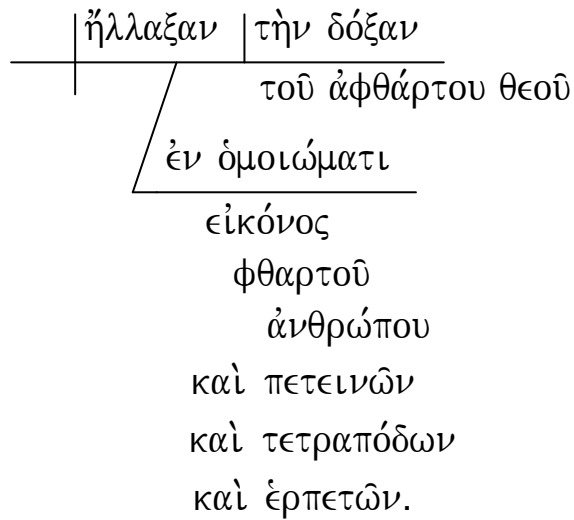 ἤλλαξαν τὴν δόξαν
τοῦ ἀφθάρτου θεοῦ
ἐν ὁμοιώματι
εἰκόνος
φθαρτοῦ
ἀνθρώπου
καὶ πετεινῶν
καὶ τετραπόδων
καὶ ἑρπετῶν.